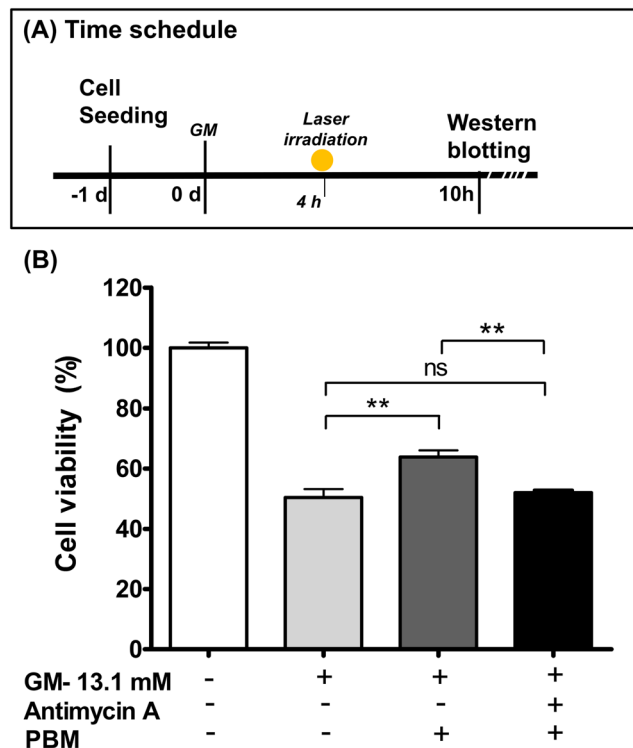 (A) Time schedule
Cell
Seeding
GM
Laser
irradiation
Western
blotting
-1 d
0 d
4 h
10h
(B)
Cell viability (%)
120
100
80
60
40
20
0
**
ns
**
GM- 13.1 mM - + + +
Antimycin A - - - +
PBM - - + +